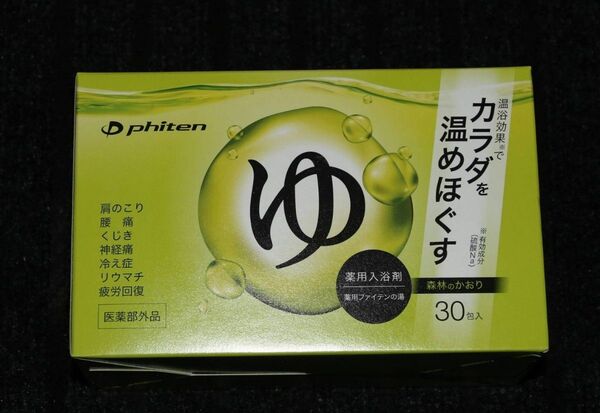 phiten
肩のこり
腰 痛
くじき
神経痛
冷え症
リウマチ
疲労回復
医薬部外品
ゆ
薬用入浴剤
薬用ファイテンの湯
温浴効果※で
カラダを
温めほぐす
※有効成分
(硫酸Na)
森林のかおり
30包入